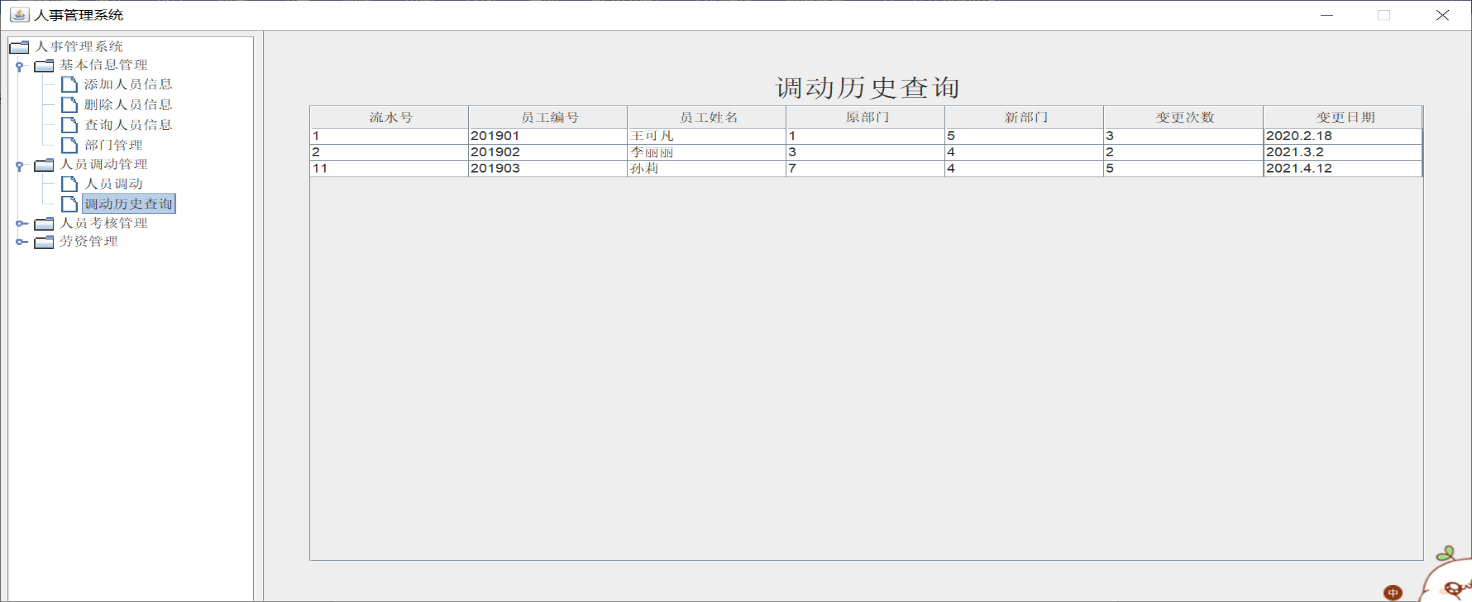 人事管理系统
人事管理系统
基本信息管理
添加人员信息
删除人员信息
查询人员信息
部门管理
人员调动管理
人员调动
调动历史查询
人员考核管理
劳资管理
调动历史查询
流水号 员工编号 员工姓名 原部门 新部门 变更次数 变更日期
1 201901 王可凡 1 5 3 2020.2.18
2 201902 李丽丽 3 4 2 2021.3.2
11 201903 孙莉 7 4 5 2021.4.12
中